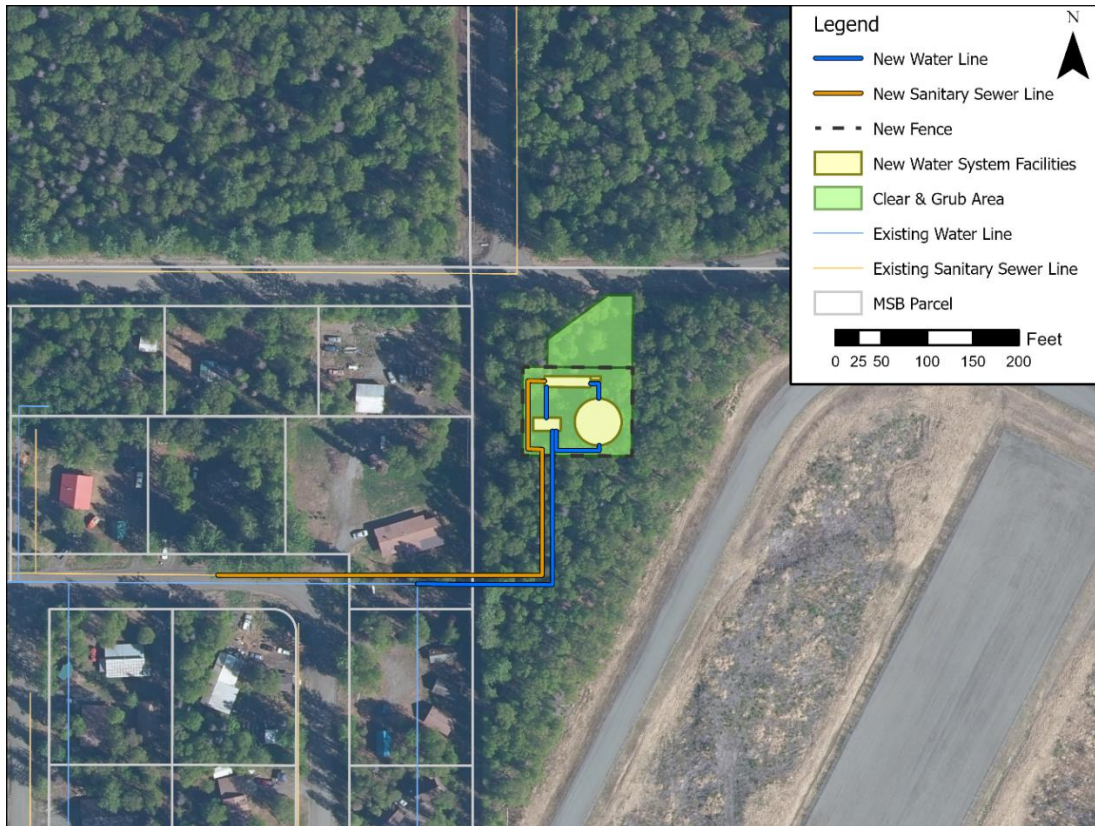 Legend
N
New Water Line
New Sanitary Sewer Line
New Fence
New Water System Facilities
Clear & Grub Area
Existing Water Line
Existing Sanitary Sewer Line
MSB Parcel
Feet
0 25 50 100 150 200